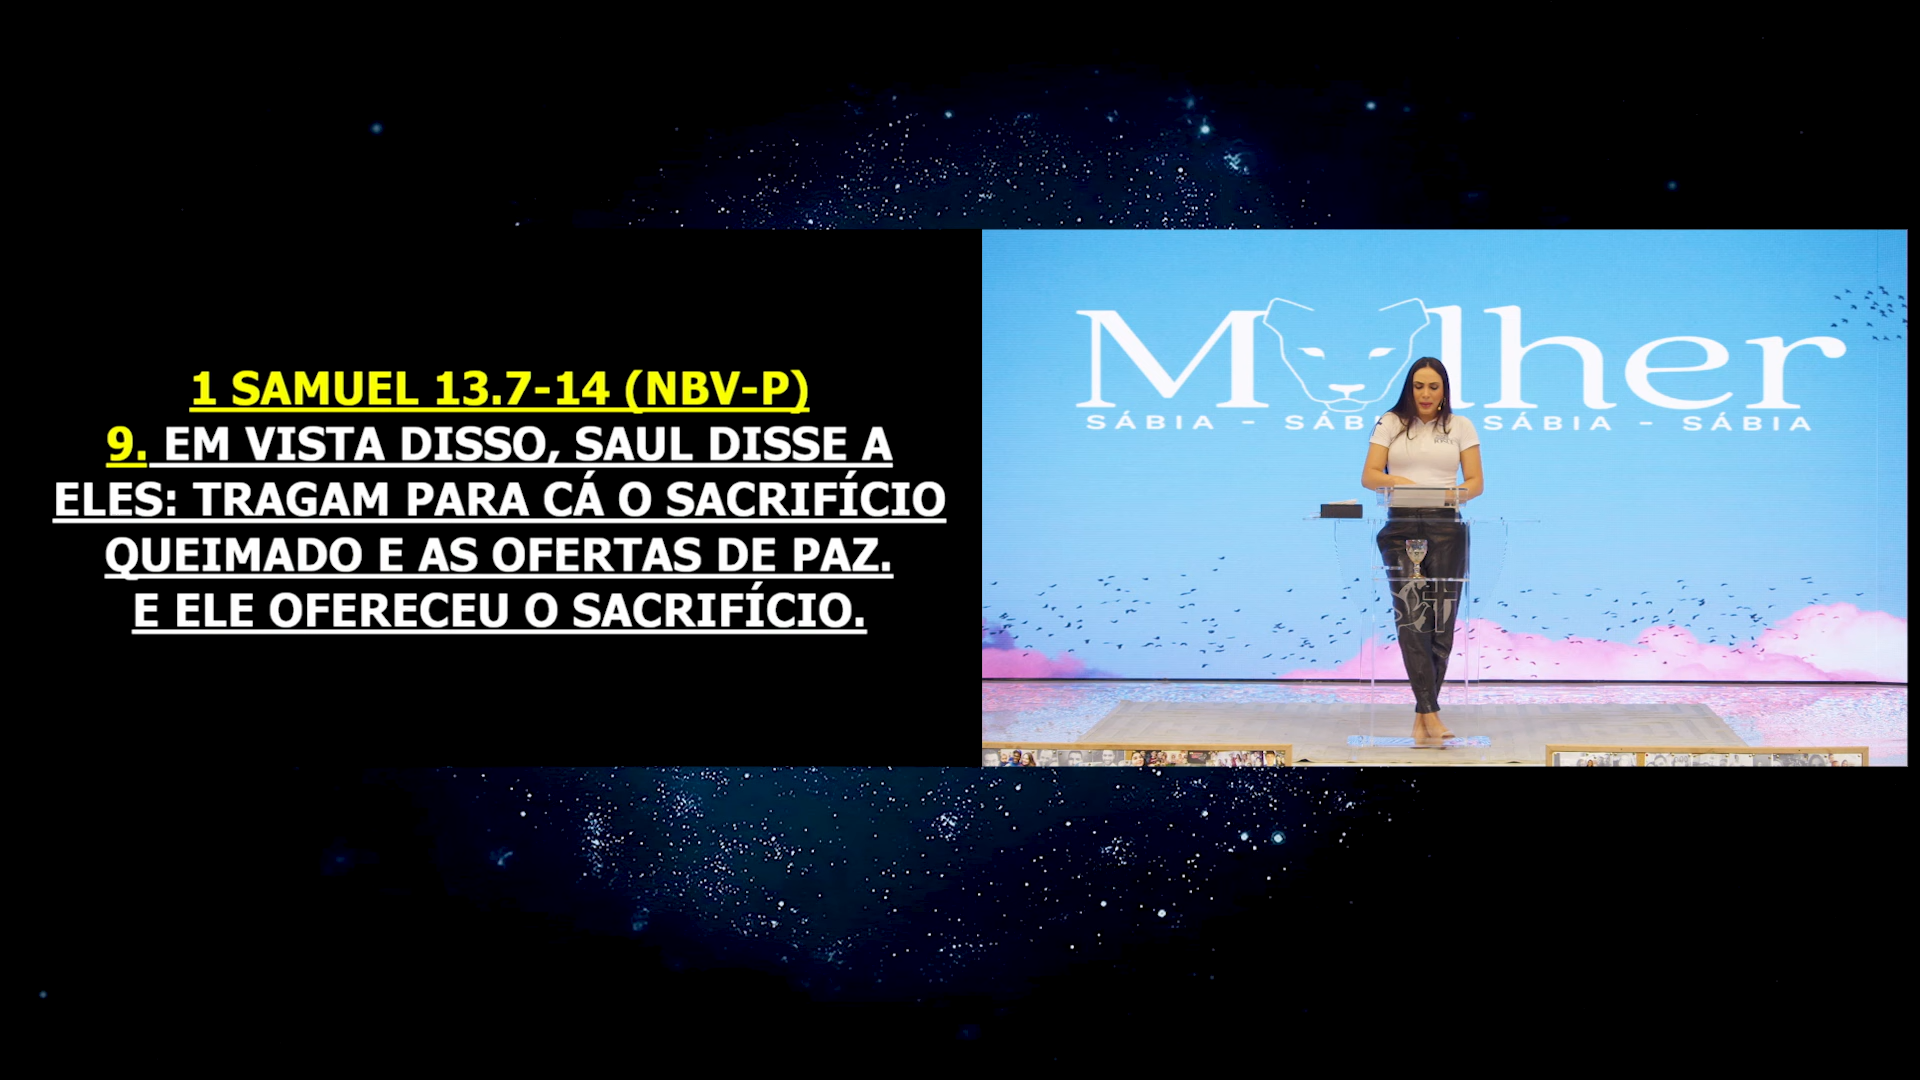 1 SAMUEL 13.7-14 (NBV-P)
9. EM VISTA DISSO, SAUL DISSE A
ELES: TRAGAM PARA CÁ O SACRIFÍCIO
QUEIMADO E AS OFERTAS DE PAZ.
E ELE OFERECEU O SACRIFÍCIO.
Mulher
SÁBIA - SÁB SÁBIA - SÁBIA